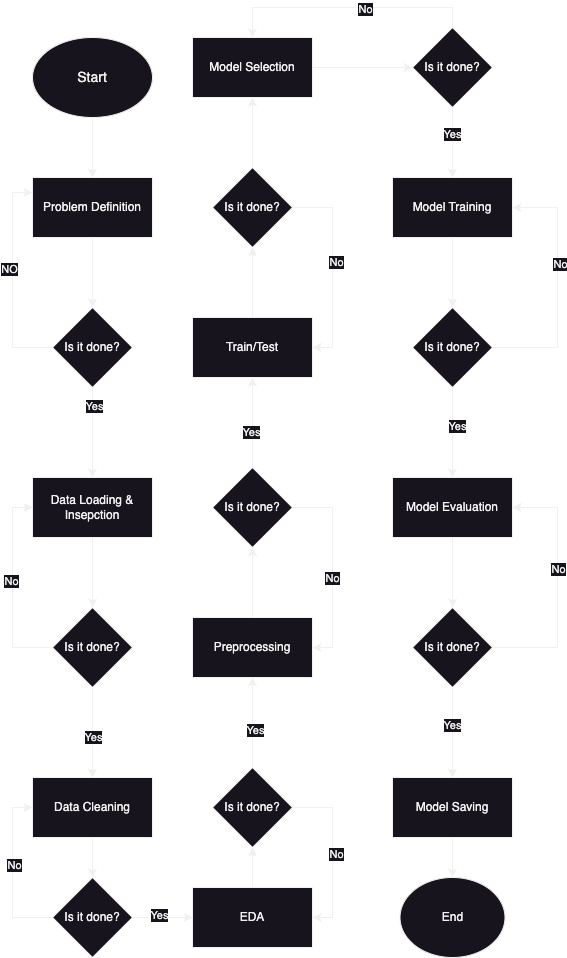 Start
Problem Definition
NO
Is it done?
Yes
Data Loading &
Insepction
No
Is it done?
Yes
Data Cleaning
No
Is it done?
Yes
EDA
No
Is it done?
Yes
Preprocessing
No
Is it done?
Yes
Train/Test
No
Is it done?
Model Selection
No
Is it done?
Yes
Model Training
No
Is it done?
Yes
Model Evaluation
No
Is it done?
Yes
Model Saving
End